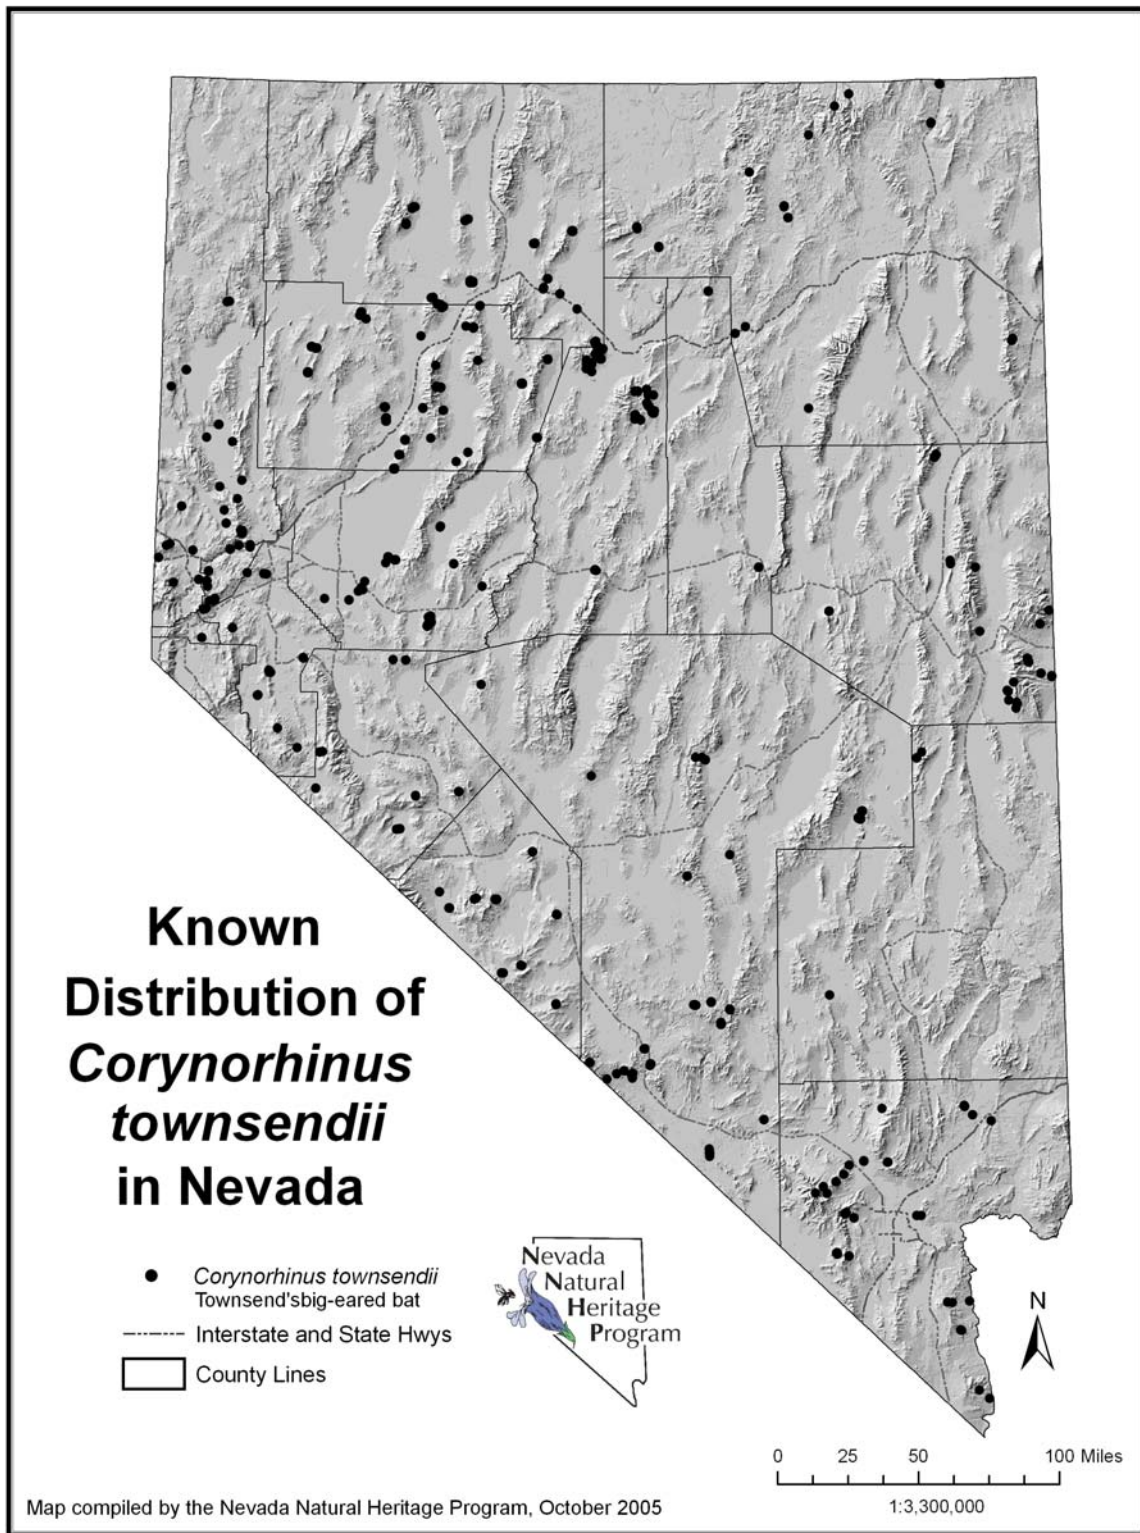 Known
Distribution of
Corynorhinus
townsendii
in Nevada
Corynorhinus townsendii
Townsend'sbig-eared bat
Interstate and State Hwys
County Lines
Nevada
Natural
Heritage
Program
N
0 25 50 100 Miles
1:3,300,000
Map compiled by the Nevada Natural Heritage Program, October 2005